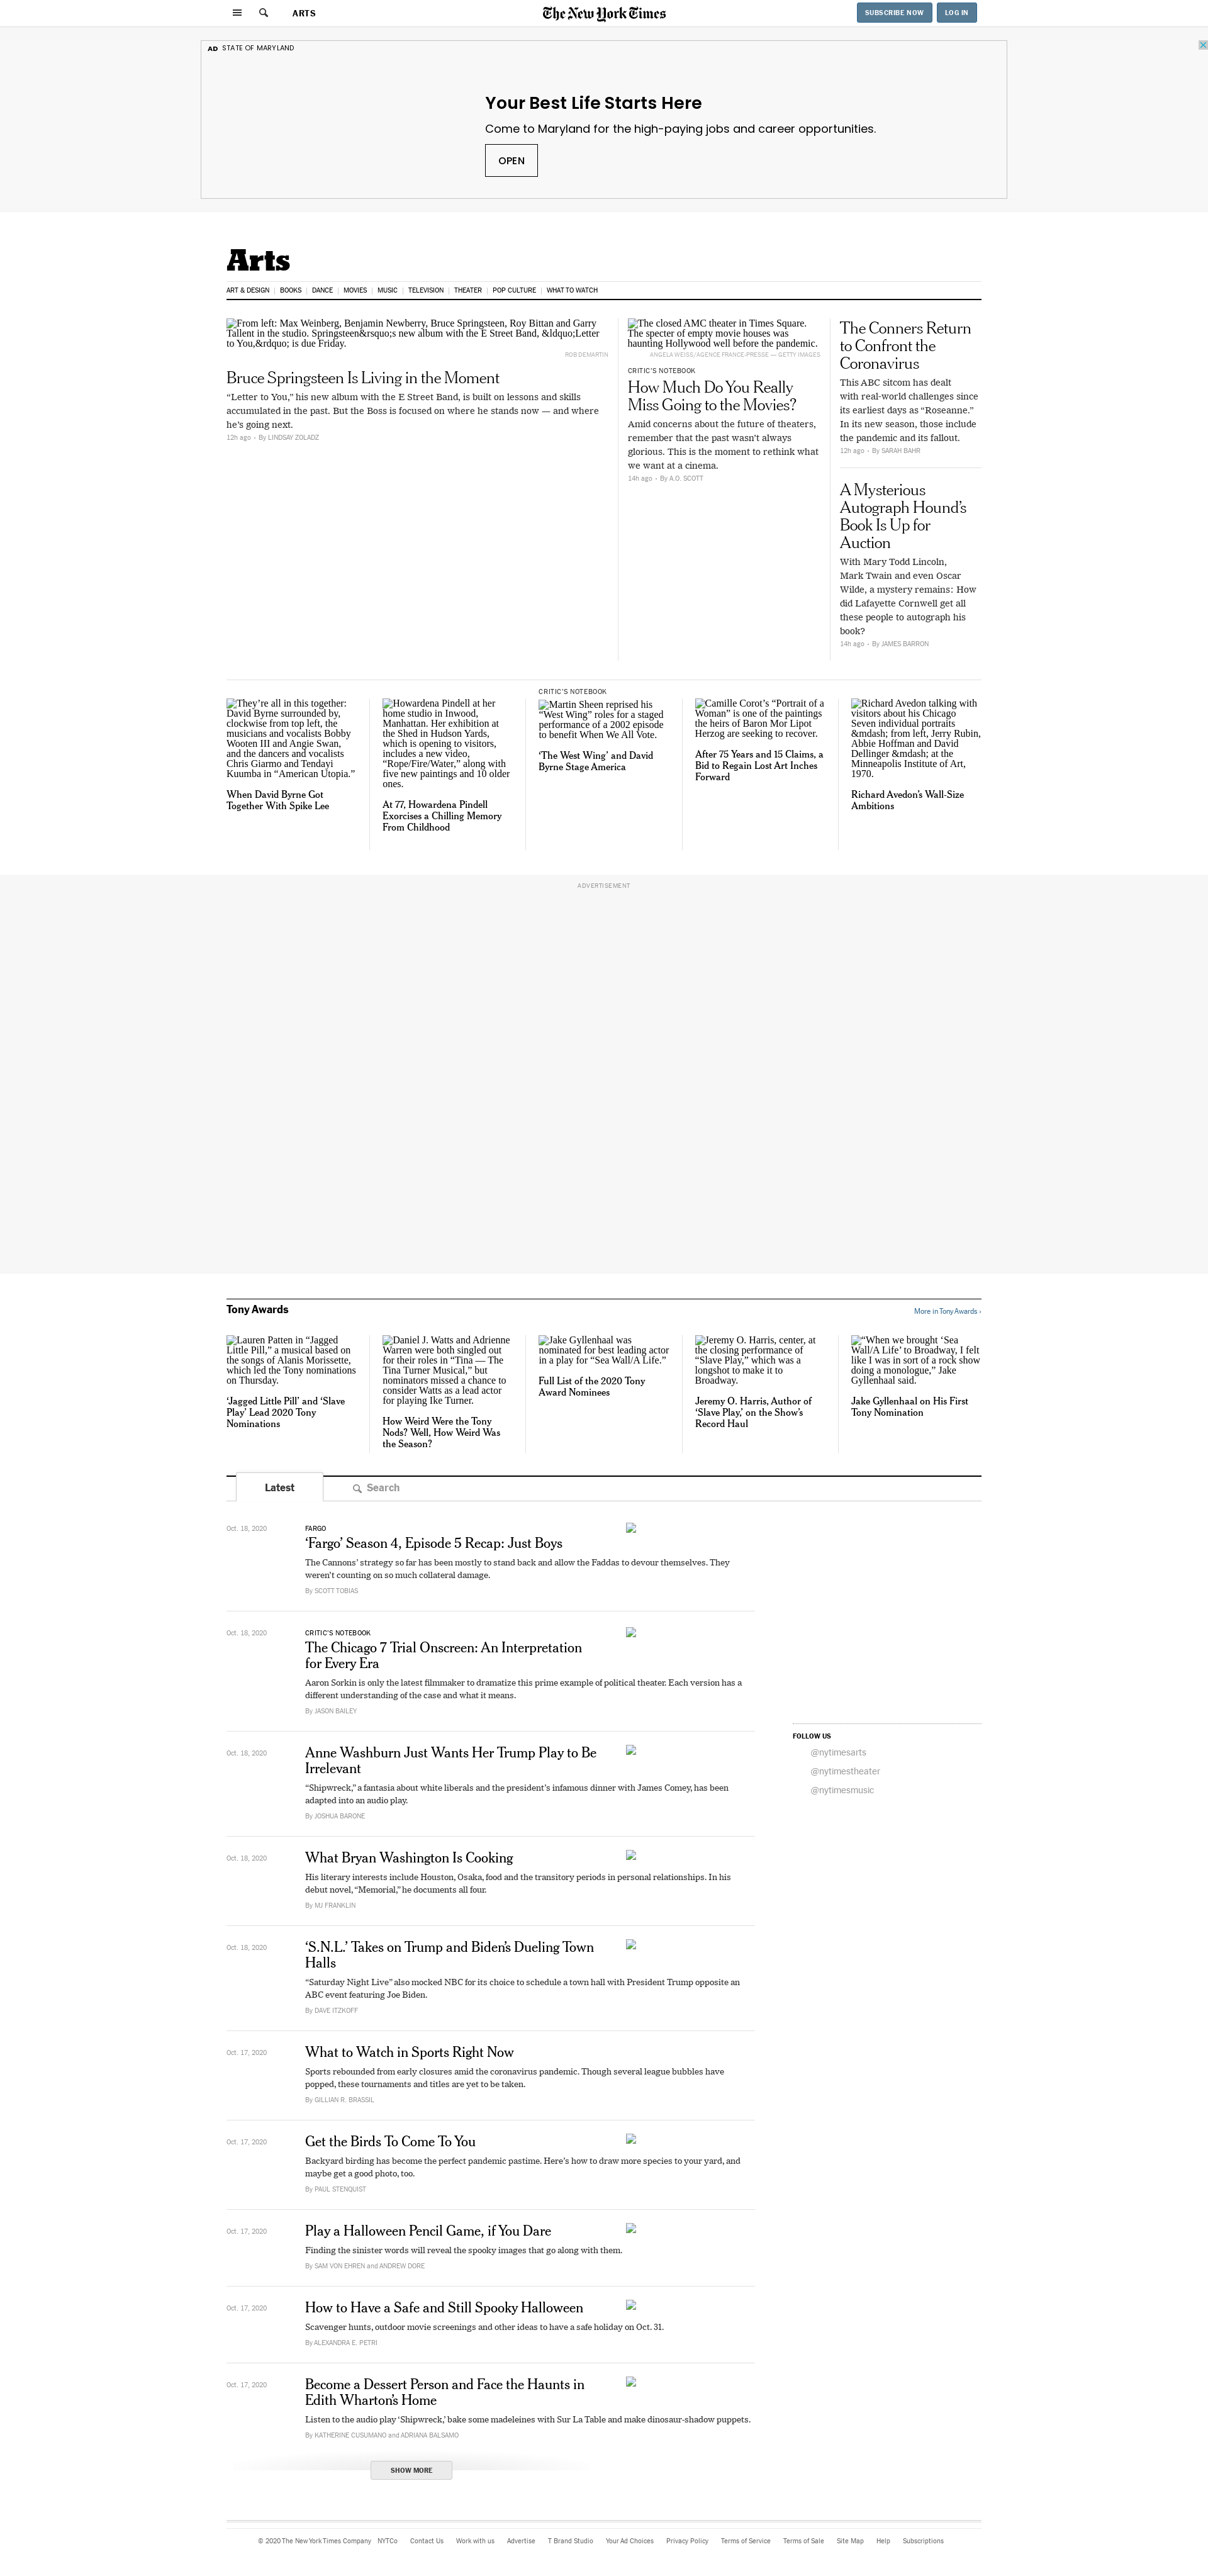 ARTS
The New York Times
SUBSCRIBE NOW
LOG IN
AD STATE OF MARYLAND
Your Best Life Starts Here
Come to Maryland for the high-paying jobs and career opportunities.
OPEN
Arts
ART & DESIGN
BOOKS
DANCE
MOVIES
MUSIC
TELEVISION
THEATER
POP CULTURE
WHAT TO WATCH
From left: Max Weinberg, Benjamin Newberry, Bruce Springsteen, Roy Bittan and Garry
Tallent in the studio. Springsteen&rsquo;s new album with the E Street Band, &ldquo;Letter
to You,&rdquo; is due Friday.
ROB DEMARTIN
Bruce Springsteen Is Living in the Moment
“Letter to You,” his new album with the E Street Band, is built on lessons and skills
accumulated in the past. But the Boss is focused on where he stands now — and where
he’s going next.
12h ago - By LINDSAY ZOLADZ
The closed AMC theater in Times Square.
The specter of empty movie houses was
haunting Hollywood well before the pandemic.
ANGELA WEISS/AGENCE FRANCE-PRESSE — GETTY IMAGES
CRITIC’S NOTEBOOK
How Much Do You Really
Miss Going to the Movies?
Amid concerns about the future of theaters,
remember that the past wasn’t always
glorious. This is the moment to rethink what
we want at a cinema.
14h ago - By A.O. SCOTT
The Conners Return
to Confront the
Coronavirus
This ABC sitcom has dealt
with real-world challenges since
its earliest days as “Roseanne.”
In its new season, those include
the pandemic and its fallout.
12h ago - By SARAH BAHR
A Mysterious
Autograph Hound’s
Book Is Up for
Auction
With Mary Todd Lincoln,
Mark Twain and even Oscar
Wilde, a mystery remains: How
did Lafayette Cornwell get all
these people to autograph his
book?
14h ago - By JAMES BARRON
They’re all in this together:
David Byrne surrounded by,
clockwise from top left, the
musicians and vocalists Bobby
Wooten III and Angie Swan,
and the dancers and vocalists
Chris Giarmo and Tendayi
Kuumba in “American Utopia.”
When David Byrne Got
Together With Spike Lee
Howardena Pindell at her
home studio in Inwood,
Manhattan. Her exhibition at
the Shed in Hudson Yards,
which is opening to visitors,
includes a new video,
“Rope/Fire/Water,” along with
five new paintings and 10 older
ones.
At 77, Howardena Pindell
Exorcises a Chilling Memory
From Childhood
CRITIC’S NOTEBOOK
Martin Sheen reprised his
“West Wing” roles for a staged
performance of a 2002 episode
to benefit When We All Vote.
‘The West Wing’ and David
Byrne Stage America
Camille Corot’s “Portrait of a
Woman” is one of the paintings
the heirs of Baron Mor Lipot
Herzog are seeking to recover.
After 75 Years and 15 Claims, a
Bid to Regain Lost Art Inches
Forward
Richard Avedon talking with
visitors about his Chicago
Seven individual portraits
&mdash; from left, Jerry Rubin,
Abbie Hoffman and David
Dellinger &mdash; at the
Minneapolis Institute of Art,
1970.
Richard Avedon’s Wall-Size
Ambitions
ADVERTISEMENT
Tony Awards
More in Tony Awards ›
Lauren Patten in “Jagged
Little Pill,” a musical based on
the songs of Alanis Morissette,
which led the Tony nominations
on Thursday.
‘Jagged Little Pill’ and ‘Slave
Play’ Lead 2020 Tony
Nominations
Daniel J. Watts and Adrienne
Warren were both singled out
for their roles in “Tina — The
Tina Turner Musical,” but
nominators missed a chance to
consider Watts as a lead actor
for playing Ike Turner.
How Weird Were the Tony
Nods? Well, How Weird Was
the Season?
Jake Gyllenhaal was
nominated for best leading actor
in a play for “Sea Wall/A Life.”
Full List of the 2020 Tony
Award Nominees
Jeremy O. Harris, center, at
the closing performance of
“Slave Play,” which was a
longshot to make it to
Broadway.
Jeremy O. Harris, Author of
‘Slave Play,’ on the Show’s
Record Haul
“When we brought ‘Sea
Wall/A Life’ to Broadway, I felt
like I was in sort of a rock show
doing a monologue,” Jake
Gyllenhaal said.
Jake Gyllenhaal on His First
Tony Nomination
Latest
Search
Oct. 18, 2020
FARGO
‘Fargo’ Season 4, Episode 5 Recap: Just Boys
The Cannons’ strategy so far has been mostly to stand back and allow the Faddas to devour themselves. They
weren’t counting on so much collateral damage.
By SCOTT TOBIAS
Oct. 18, 2020
CRITIC’S NOTEBOOK
The Chicago 7 Trial Onscreen: An Interpretation
for Every Era
Aaron Sorkin is only the latest filmmaker to dramatize this prime example of political theater. Each version has a
different understanding of the case and what it means.
By JASON BAILEY
Oct. 18, 2020
Anne Washburn Just Wants Her Trump Play to Be
Irrelevant
“Shipwreck,” a fantasia about white liberals and the president’s infamous dinner with James Comey, has been
adapted into an audio play.
By JOSHUA BARONE
FOLLOW US
@nytimesarts
@nytimestheater
@nytimesmusic
Oct. 18, 2020
What Bryan Washington Is Cooking
His literary interests include Houston, Osaka, food and the transitory periods in personal relationships. In his
debut novel, “Memorial,” he documents all four.
By MJ FRANKLIN
Oct. 18, 2020
‘S.N.L.’ Takes on Trump and Biden’s Dueling Town
Halls
“Saturday Night Live” also mocked NBC for its choice to schedule a town hall with President Trump opposite an
ABC event featuring Joe Biden.
By DAVE ITZKOFF
Oct. 17, 2020
What to Watch in Sports Right Now
Sports rebounded from early closures amid the coronavirus pandemic. Though several league bubbles have
popped, these tournaments and titles are yet to be taken.
By GILLIAN R. BRASSIL
Oct. 17, 2020
Get the Birds To Come To You
Backyard birding has become the perfect pandemic pastime. Here’s how to draw more species to your yard, and
maybe get a good photo, too.
By PAUL STENQUIST
Oct. 17, 2020
Play a Halloween Pencil Game, if You Dare
Finding the sinister words will reveal the spooky images that go along with them.
By SAM VON EHREN and ANDREW DORE
Oct. 17, 2020
How to Have a Safe and Still Spooky Halloween
Scavenger hunts, outdoor movie screenings and other ideas to have a safe holiday on Oct. 31.
By ALEXANDRA E. PETRI
Oct. 17, 2020
Become a Dessert Person and Face the Haunts in
Edith Wharton’s Home
Listen to the audio play ‘Shipwreck,’ bake some madeleines with Sur La Table and make dinosaur-shadow puppets.
By KATHERINE CUSUMANO and ADRIANA BALSAMO
SHOW MORE
© 2020 The New York Times Company
NYTCo
Contact Us
Work with us
Advertise
T Brand Studio
Your Ad Choices
Privacy Policy
Terms of Service
Terms of Sale
Site Map
Help
Subscriptions